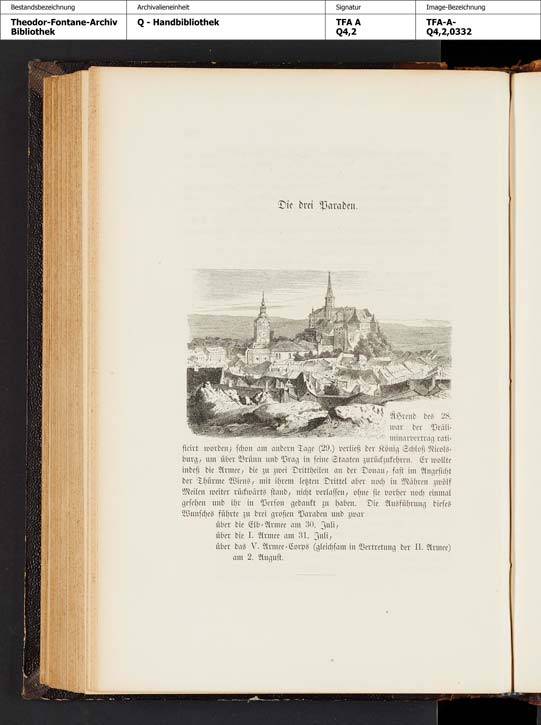 Bestandsbezeichnung
Archivalieneinheit
Signatur
Image-Bezeichnung
Theodor-Fontane-Archiv
Bibliothek
Q - Handbibliothek
TFA A
Q4,2
TFA-A-
Q4,2,0332
Die drei Paraden.
Ährend des 28.
war der Präli-
minarvertrag rati-
ficirt worden; schon am andern Tage (29.) verließ der König Schloß Nicols-
burg, um über Brünn und Prag in seine Staaten zurückzukehren. Er wollte
indeß die Armee, die zu zwei Drittheilen an der Donau, fast im Angesicht
der Thürme Wiens, mit ihrem letzten Drittel aber noch in Mähren zwölf
Meilen weiter rückwärts stand, nicht verlassen, ohne sie vorher noch einmal
gesehen und ihr in Person gedankt zu haben. Die Ausführung dieses
Wunsches führte zu drei großen Paraden und zwar
über die Elb-Armee am 30. Juli,
über die I. Armee am 31. Juli,
über das V. Armee-Corps (gleichsam in Vertretung der II. Armee)
am 2. August.